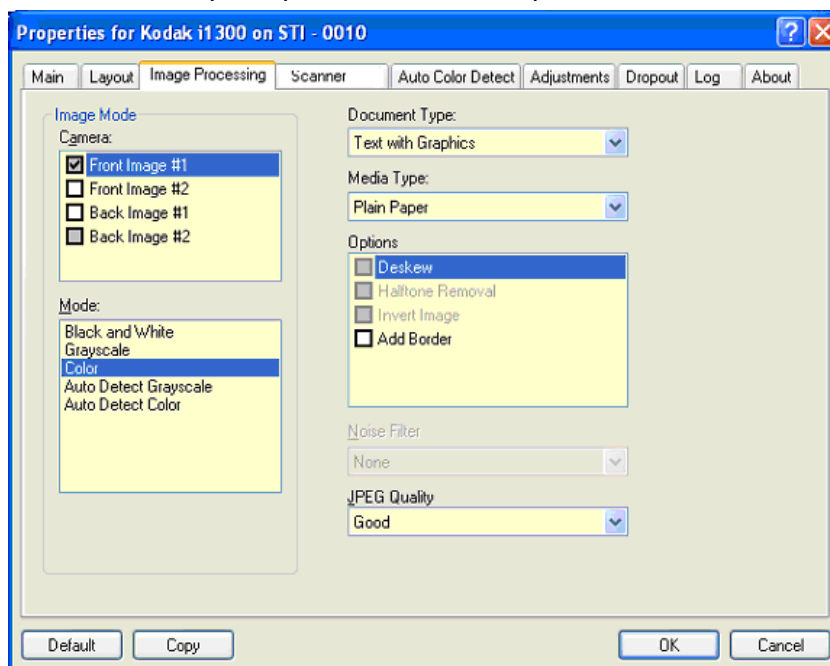 Properties for Kodak i1300 on STI - 0010
Main Layout Image Processing Scanner Auto Color Detect Adjustments Dropout Log About
Image Mode
Camera:
Front Image #1
Front Image #2
Back Image #1
Back Image #2
Mode:
Black and White
Grayscale
Color
Auto Detect Grayscale
Auto Detect Color
Document Type:
Text with Graphics
Media Type:
Plain Paper
Options
Deskew
Halftone Removal
Invert Image
Add Border
Noise Filter
None
JPEG Quality
Good
Default Copy OK Cancel